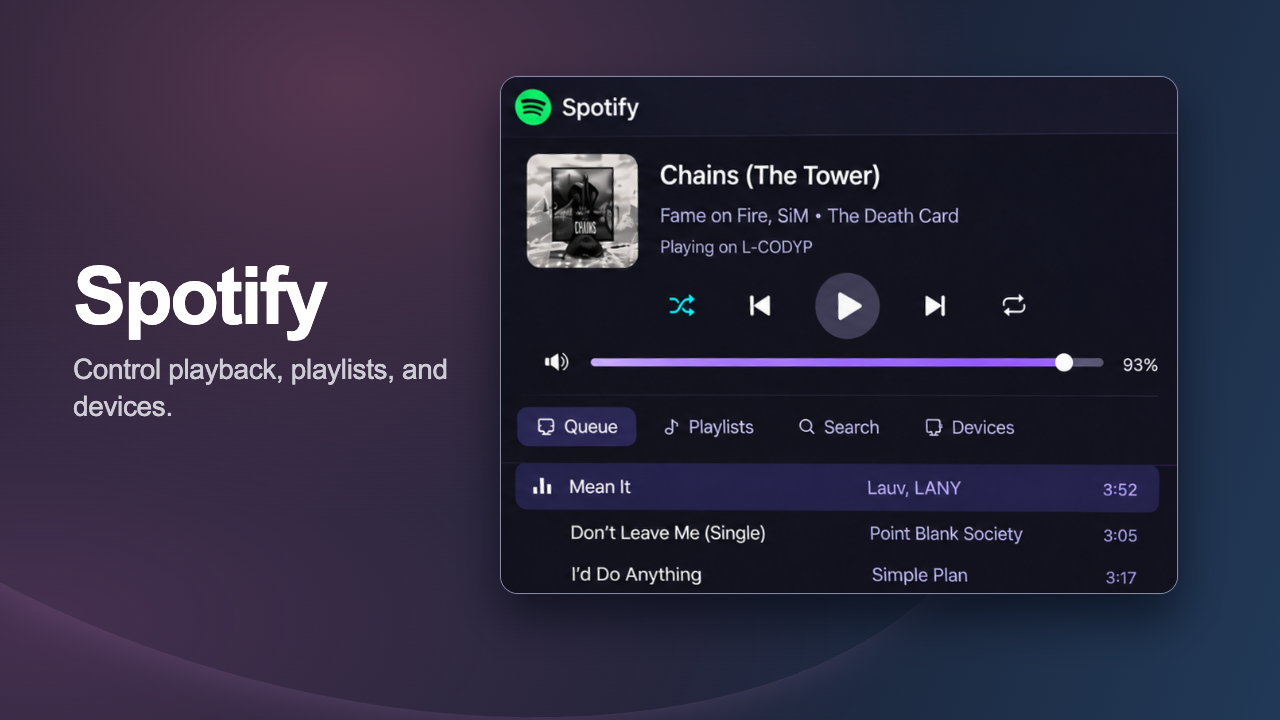 Spotify
Control playback, playlists, and
devices.
Spotify
CHAINS
Chains (The Tower)
Fame on Fire, SiM • The Death Card
Playing on L-CODYP
93%
Queue Playlists Search Devices
Mean It Lauv, LANY 3:52
Don’t Leave Me (Single) Point Blank Society 3:05
I’d Do Anything Simple Plan 3:17